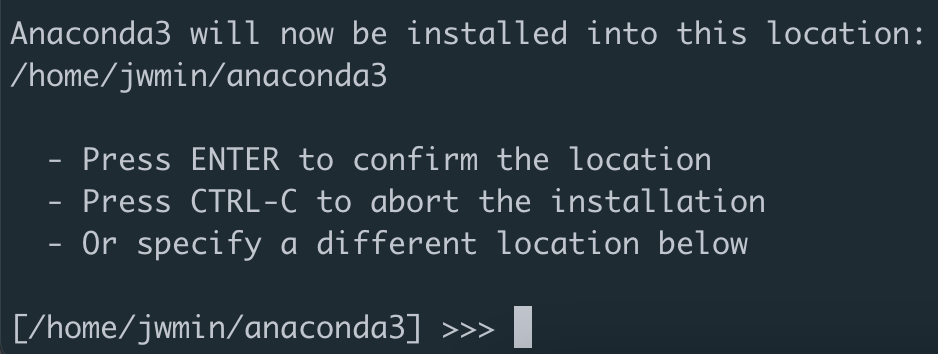 Anaconda3 will now be installed into this location:
/home/jwmin/anaconda3
- Press ENTER to confirm the location
- Press CTRL-C to abort the installation
- Or specify a different location below
[/home/jwmin/anaconda3] >>>